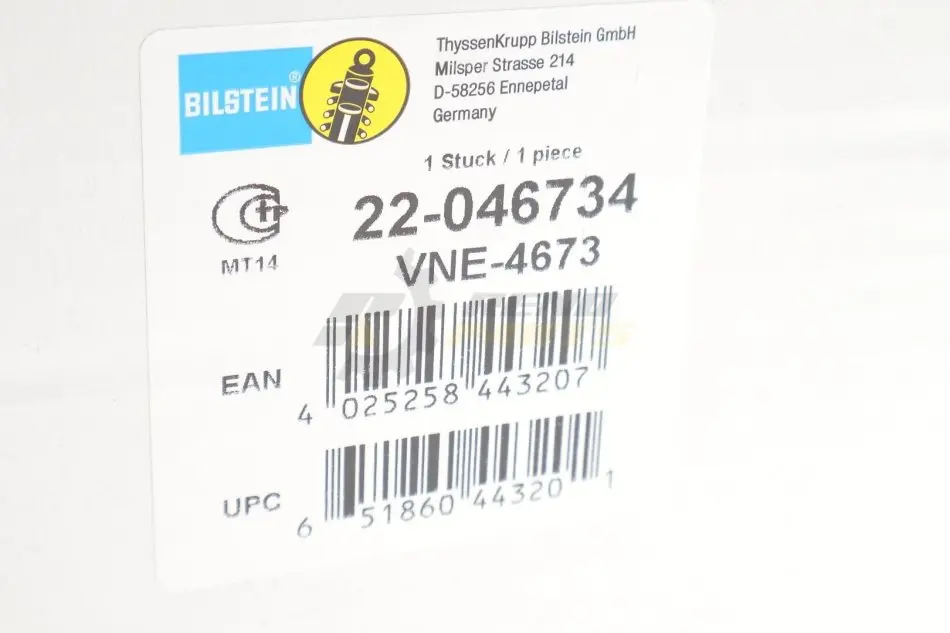 BILSTEIN®
ThyssenKrupp Bilstein GmbH
Milsper Strasse 214
D-58256 Ennepetal
Germany
1 Stuck / 1 piece
22-046734
VNE-4673
MT14
EAN
4 025258 443207
UPC
6 51860 44320 1